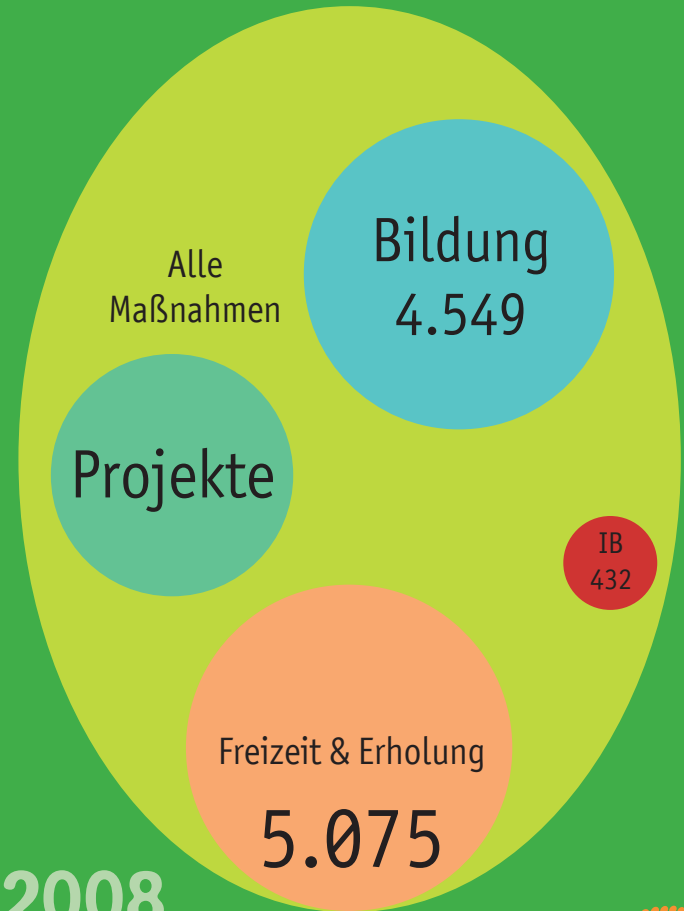 Bildung
4.549
Alle
Maßnahmen
Projekte
IB
432
Freizeit & Erholung
5.075
2008